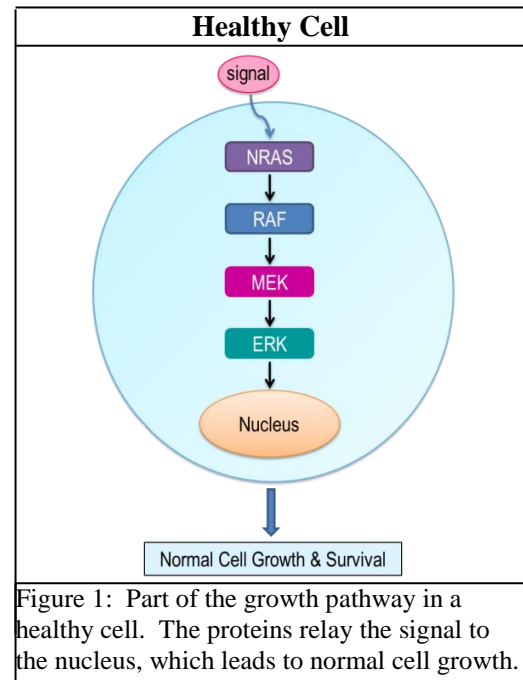 Healthy Cell
signal
NRAS
RAF
MEK
ERK
Nucleus
Normal Cell Growth & Survival
Figure 1: Part of the growth pathway in a
healthy cell. The proteins relay the signal to
the nucleus, which leads to normal cell growth.